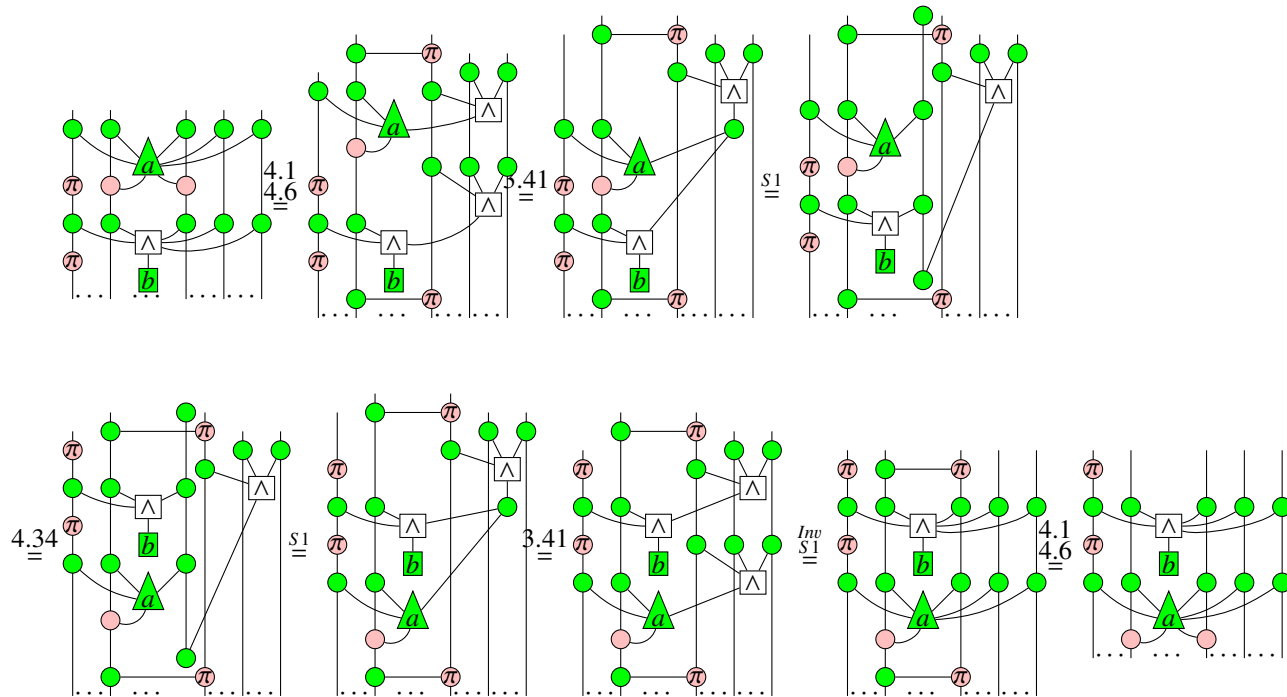 a
π
∧
π
b
... ... ... ...
4.1
4.6
=
π
∧
a
π
∧
∧
π
b
π
... ... ... ...
3.41
=
π
∧
a
π
∧
π
b
π
... ... ... ...
S1
=
π
∧
a
π
∧
π
b
π
... ... ... ...
4.34
=
π
π
∧
∧
π
b
a
π
... ... ... ...
S1
=
π
π ∧
∧
π
b
a
π
... ... ... ...
3.41
=
π
π
∧
∧
π
b
∧
a
π
... ... ... ...
Inv
S1
=
π π
∧
π
b
a
π
... ... ... ...
4.1
4.6
=
π
∧
π
b
a
... ... ... ...